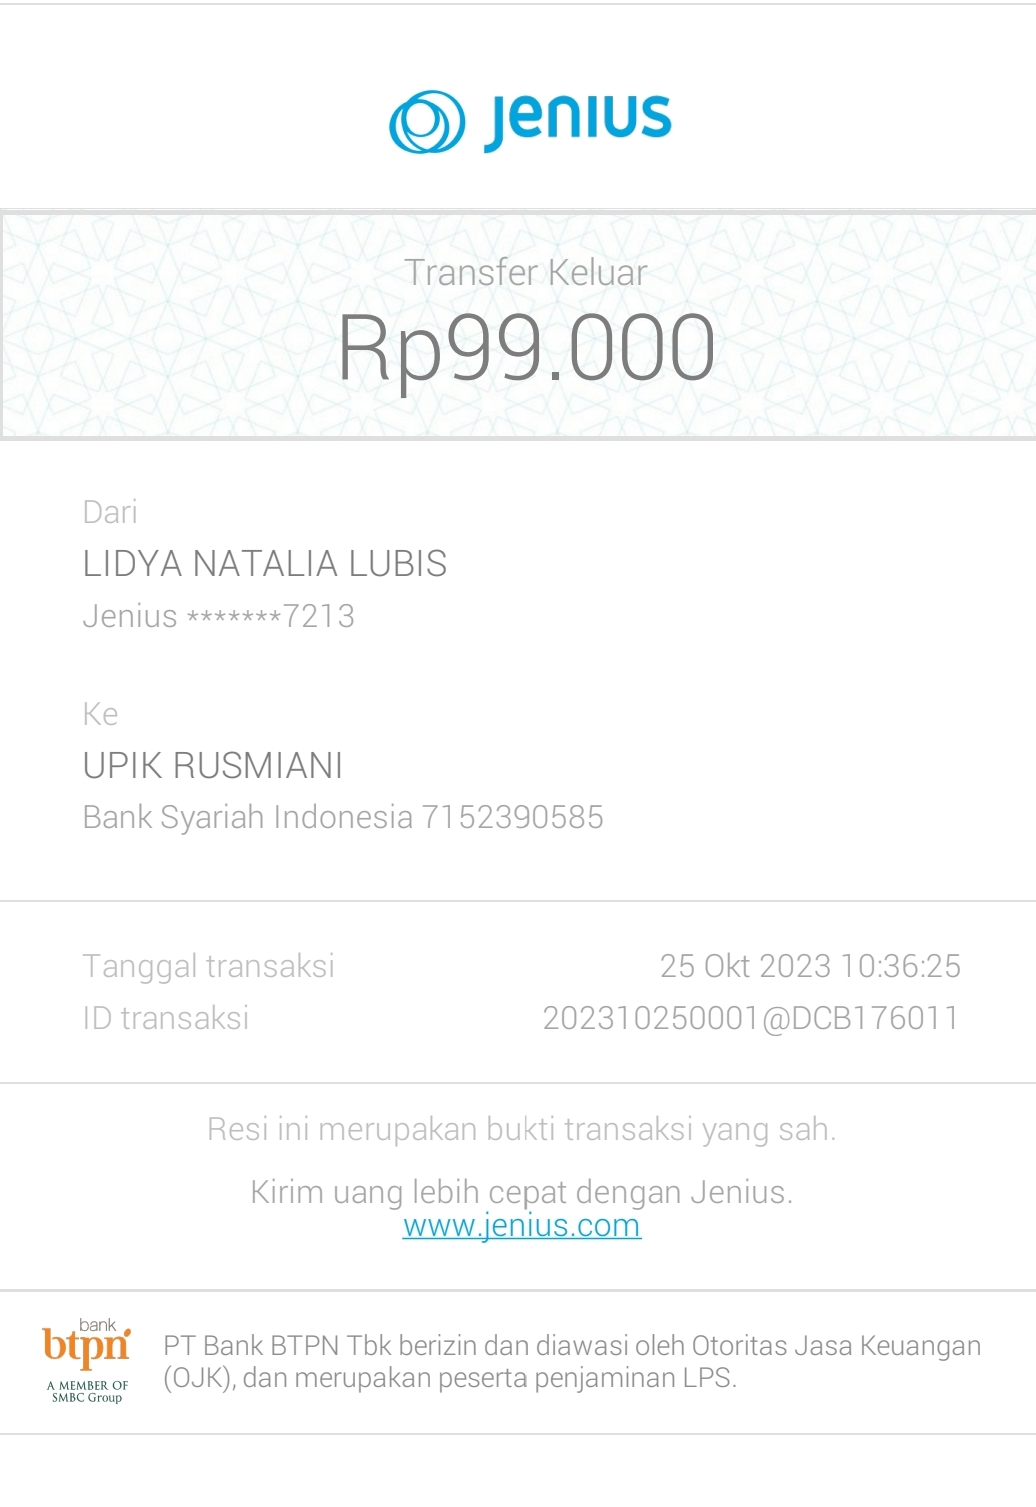 jenius
Transfer Keluar
Rp99.000
Dari
LIDYA NATALIA LUBIS
Jenius *******7213
Ke
UPIK RUSMIANI
Bank Syariah Indonesia 7152390585
Tanggal transaksi 25 Okt 2023 10:36:25
ID transaksi 202310250001@DCB176011
Resi ini merupakan bukti transaksi yang sah.
Kirim uang lebih cepat dengan Jenius.
www.jenius.com
bank
btpn
A MEMBER OF
SMBC Group
PT Bank BTPN Tbk berizin dan diawasi oleh Otoritas Jasa Keuangan
(OJK), dan merupakan peserta penjaminan LPS.